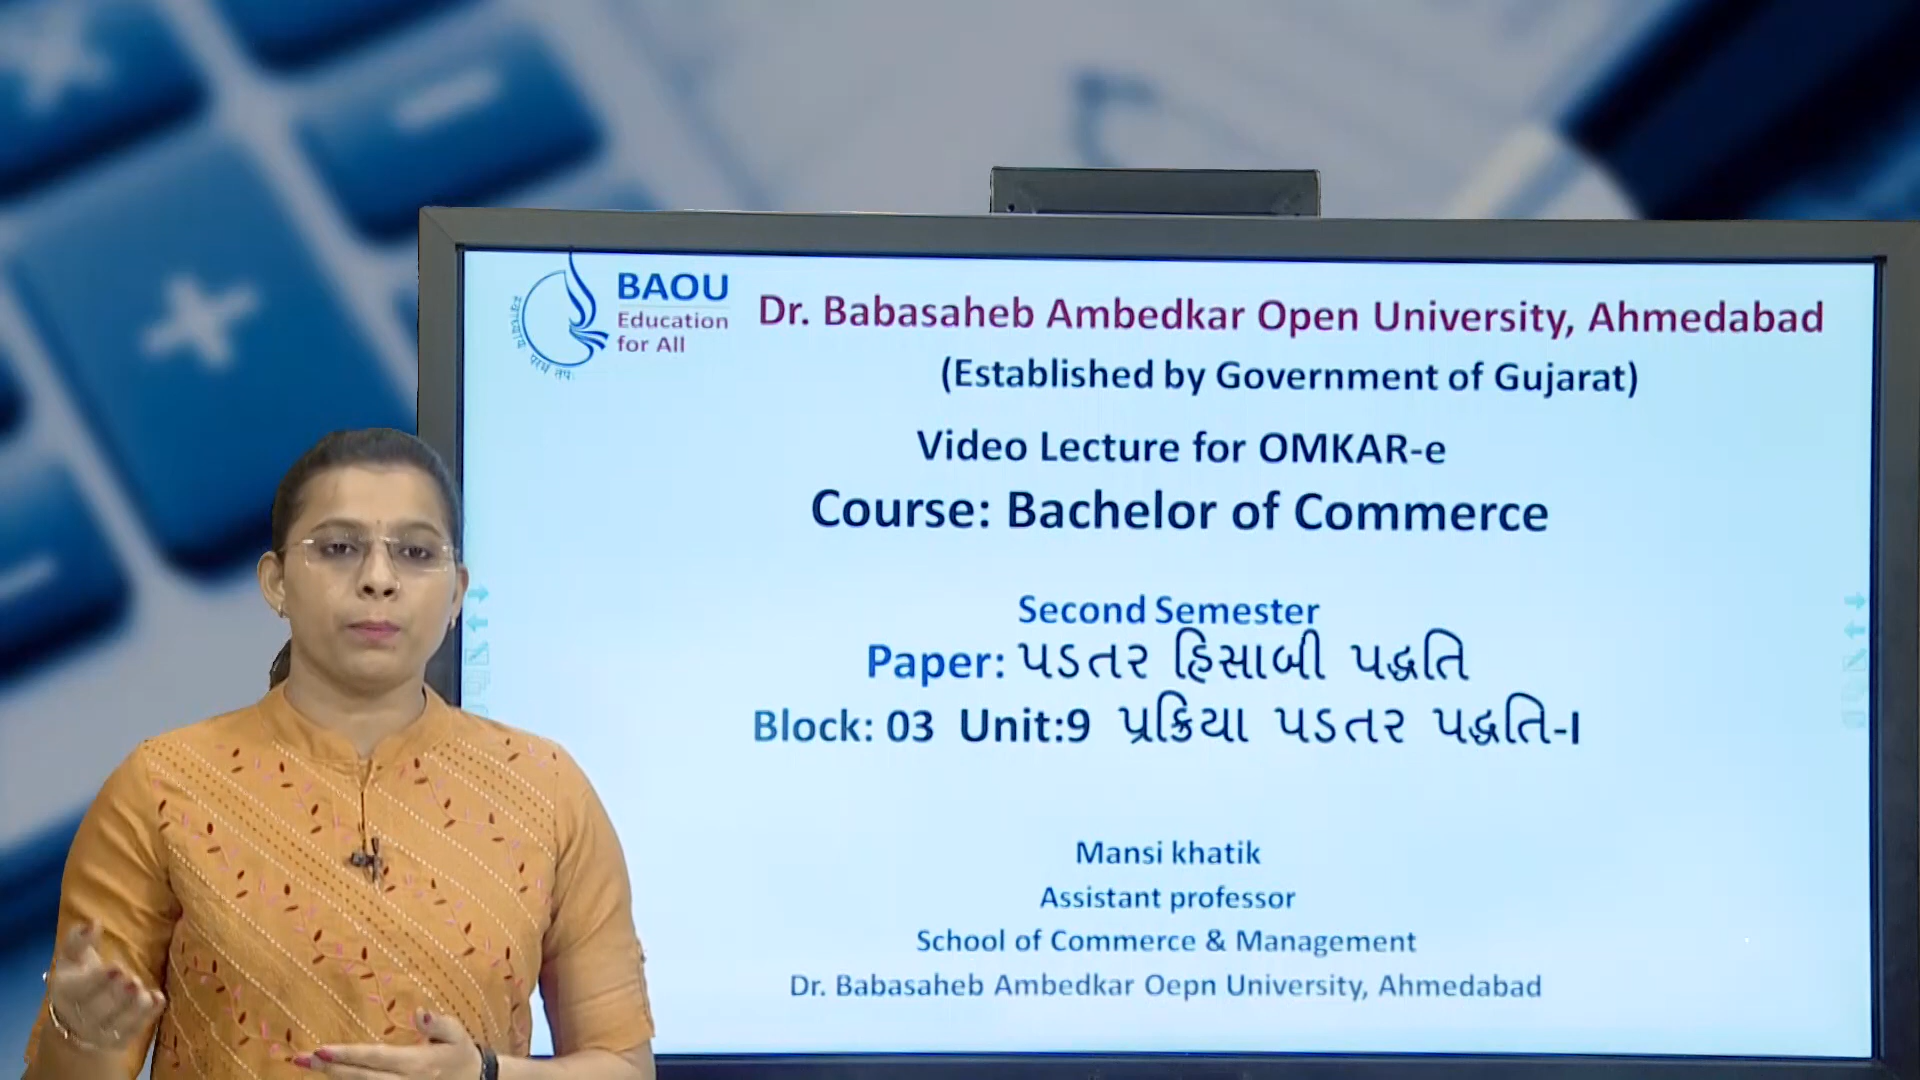 BAOU
Education
for All
Dr. Babasaheb Ambedkar Open University, Ahmedabad
(Established by Government of Gujarat)
Video Lecture for OMKAR-e
Course: Bachelor of Commerce
Second Semester
Paper: પડતર હિસાબી પદ્ધતિ
Block: 03 Unit:9 પ્રક્રિયા પડતર પદ્ધતિ-I
Mansi khatik
Assistant professor
School of Commerce & Management
Dr. Babasaheb Ambedkar Oepn University, Ahmedabad